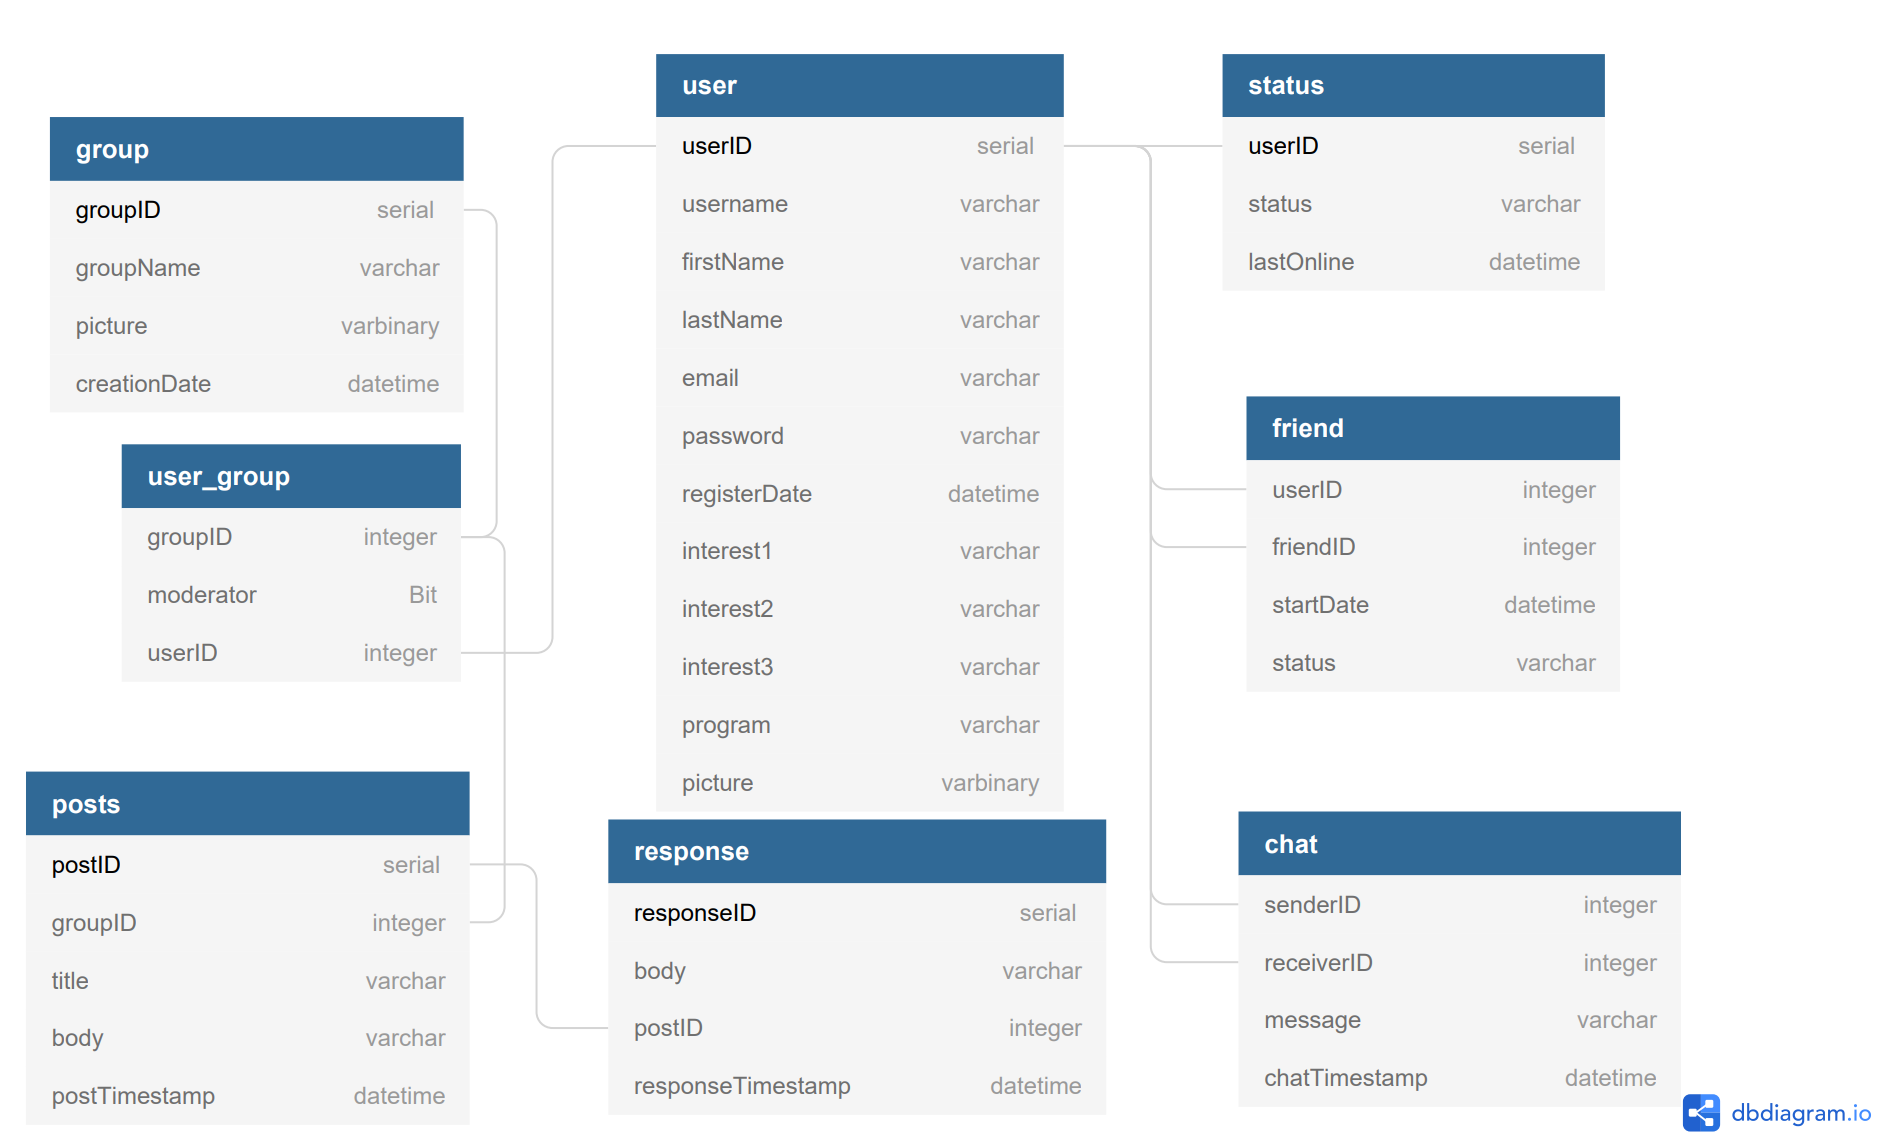 group
groupID serial
groupName varchar
picture varbinary
creationDate datetime
user_group
groupID integer
moderator Bit
userID integer
posts
postID serial
groupID integer
title varchar
body varchar
postTimestamp datetime
user
userID serial
username varchar
firstName varchar
lastName varchar
email varchar
password varchar
registerDate datetime
interest1 varchar
interest2 varchar
interest3 varchar
program varchar
picture varbinary
response
responseID serial
body varchar
postID integer
responseTimestamp datetime
status
userID serial
status varchar
lastOnline datetime
friend
userID integer
friendID integer
startDate datetime
status varchar
chat
senderID integer
receiverID integer
message varchar
chatTimestamp datetime
dbdiagram.io